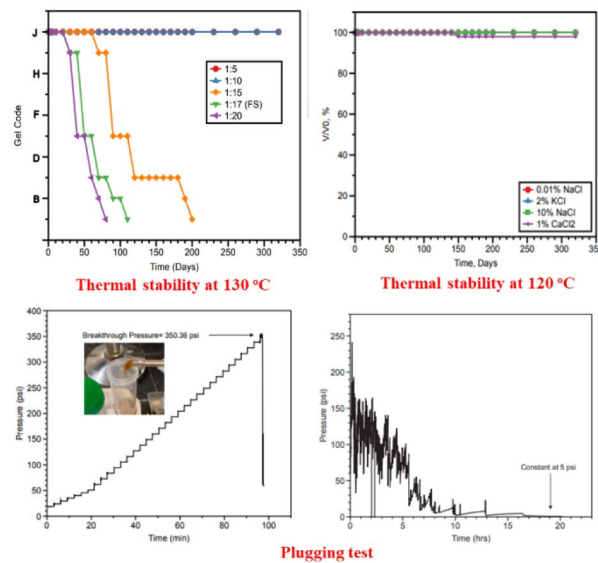 J
H
F
D
B
Gel Code
1:5
1:10
1:15
1:17 (FS)
1:20
0 50 100 150 200 250 300 350
Time (Days)
Thermal stability at 130 °C
100
80
60
40
20
0
V/V0, %
0.01% NaCl
2% KCl
10% NaCl
1% CaCl2
0 50 100 150 200 250 300 350
Time, Days
Thermal stability at 120 °C
400
350
300
250
200
150
100
50
0
Pressure (psi)
Breakthrough Pressure= 350.36 psi
0 20 40 60 80 100
Time (min)
300
250
200
150
100
50
0
Pressure (psi)
Constant at 5 psi
0 5 10 15 20
Time (hrs)
Plugging test